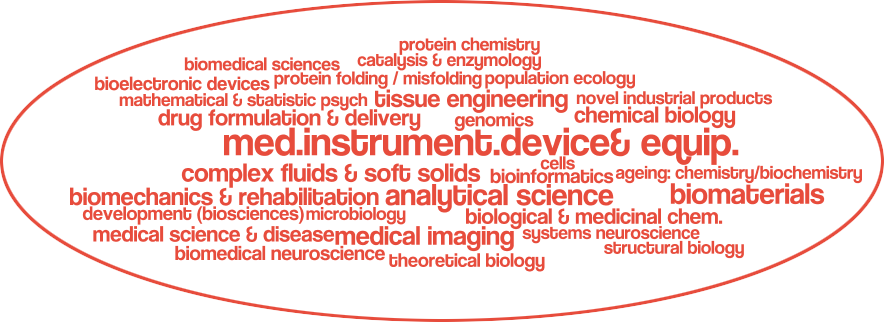 protein chemistry
biomedical sciences catalysis & enzymology
bioelectronic devices protein folding / misfolding population ecology
mathematical & statistic psych tissue engineering novel industrial products
drug formulation & delivery genomics chemical biology
med.instrument.device& equip.
cells
complex fluids & soft solids bioinformatics ageing: chemistry/biochemistry
biomechanics & rehabilitation analytical science biomaterials
development (biosciences) microbiology biological & medicinal chem.
medical science & disease medical imaging systems neuroscience
biomedical neuroscience theoretical biology structural biology